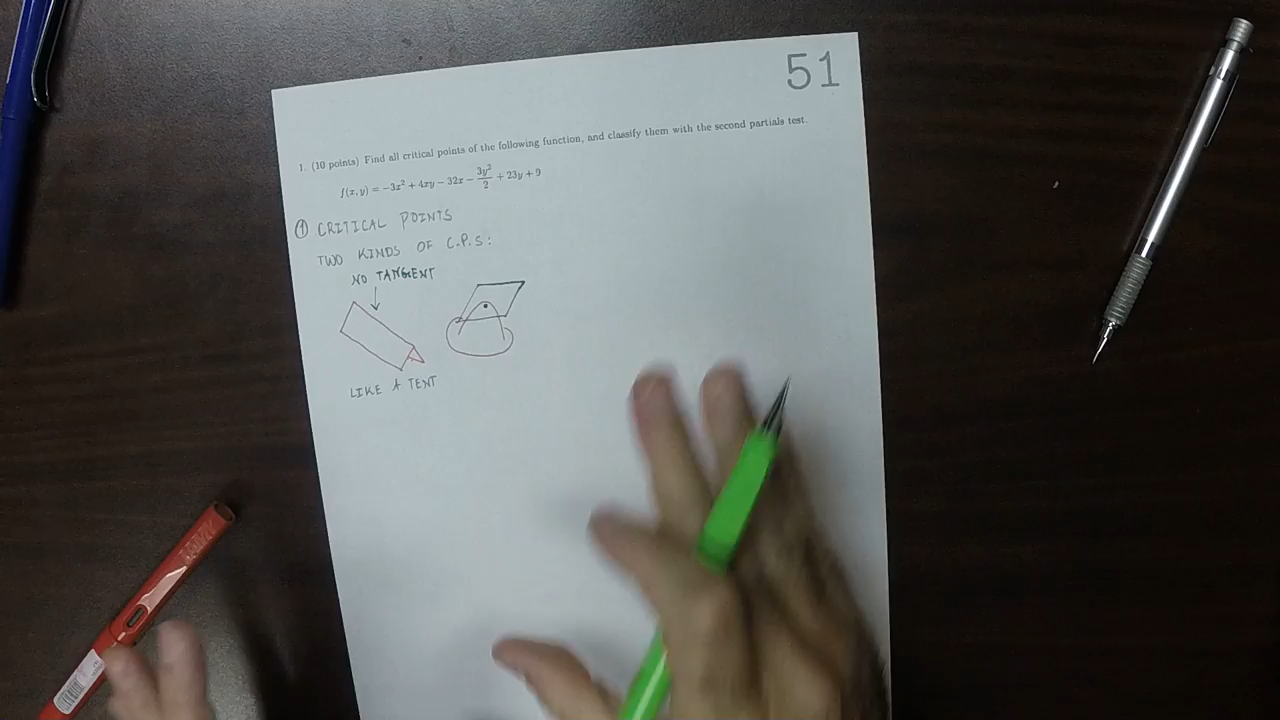 51
1. (10 points) Find all critical points of the following function, and classify them with the second partials test.
f(x, y) = −3x² + 4xy − 32x − 3y²/2 + 23y + 9
① CRITICAL POINTS
TWO KINDS OF C.P.S:
NO TANGENT
LIKE A TENT